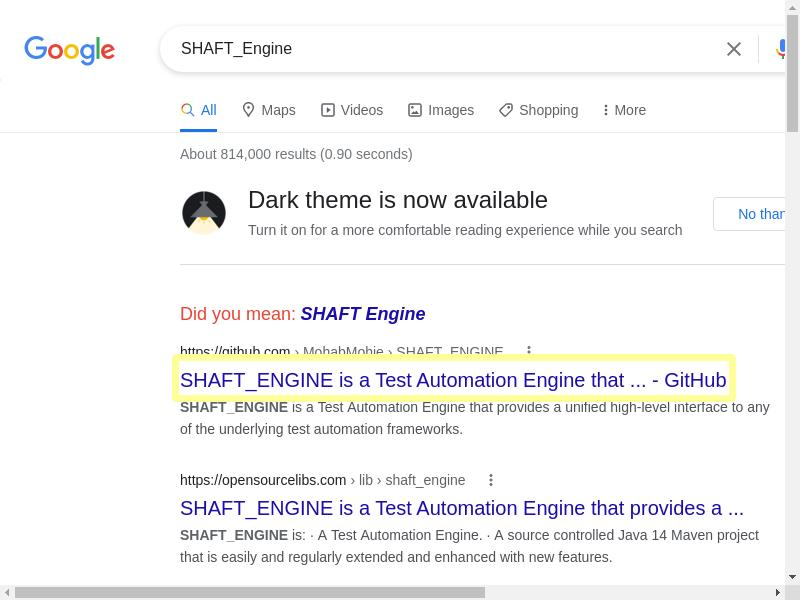 Google
SHAFT_Engine
All Maps Videos Images Shopping More
About 814,000 results (0.90 seconds)
Dark theme is now available
Turn it on for a more comfortable reading experience while you search
No than
Did you mean: SHAFT Engine
https://github.com › MohabMohie › SHAFT_ENGINE
SHAFT_ENGINE is a Test Automation Engine that ... - GitHub
SHAFT_ENGINE is a Test Automation Engine that provides a unified high-level interface to any
of the underlying test automation frameworks.
https://opensourcelibs.com › lib › shaft_engine
SHAFT_ENGINE is a Test Automation Engine that provides a ...
SHAFT_ENGINE is: · A Test Automation Engine. · A source controlled Java 14 Maven project
that is easily and regularly extended and enhanced with new features.